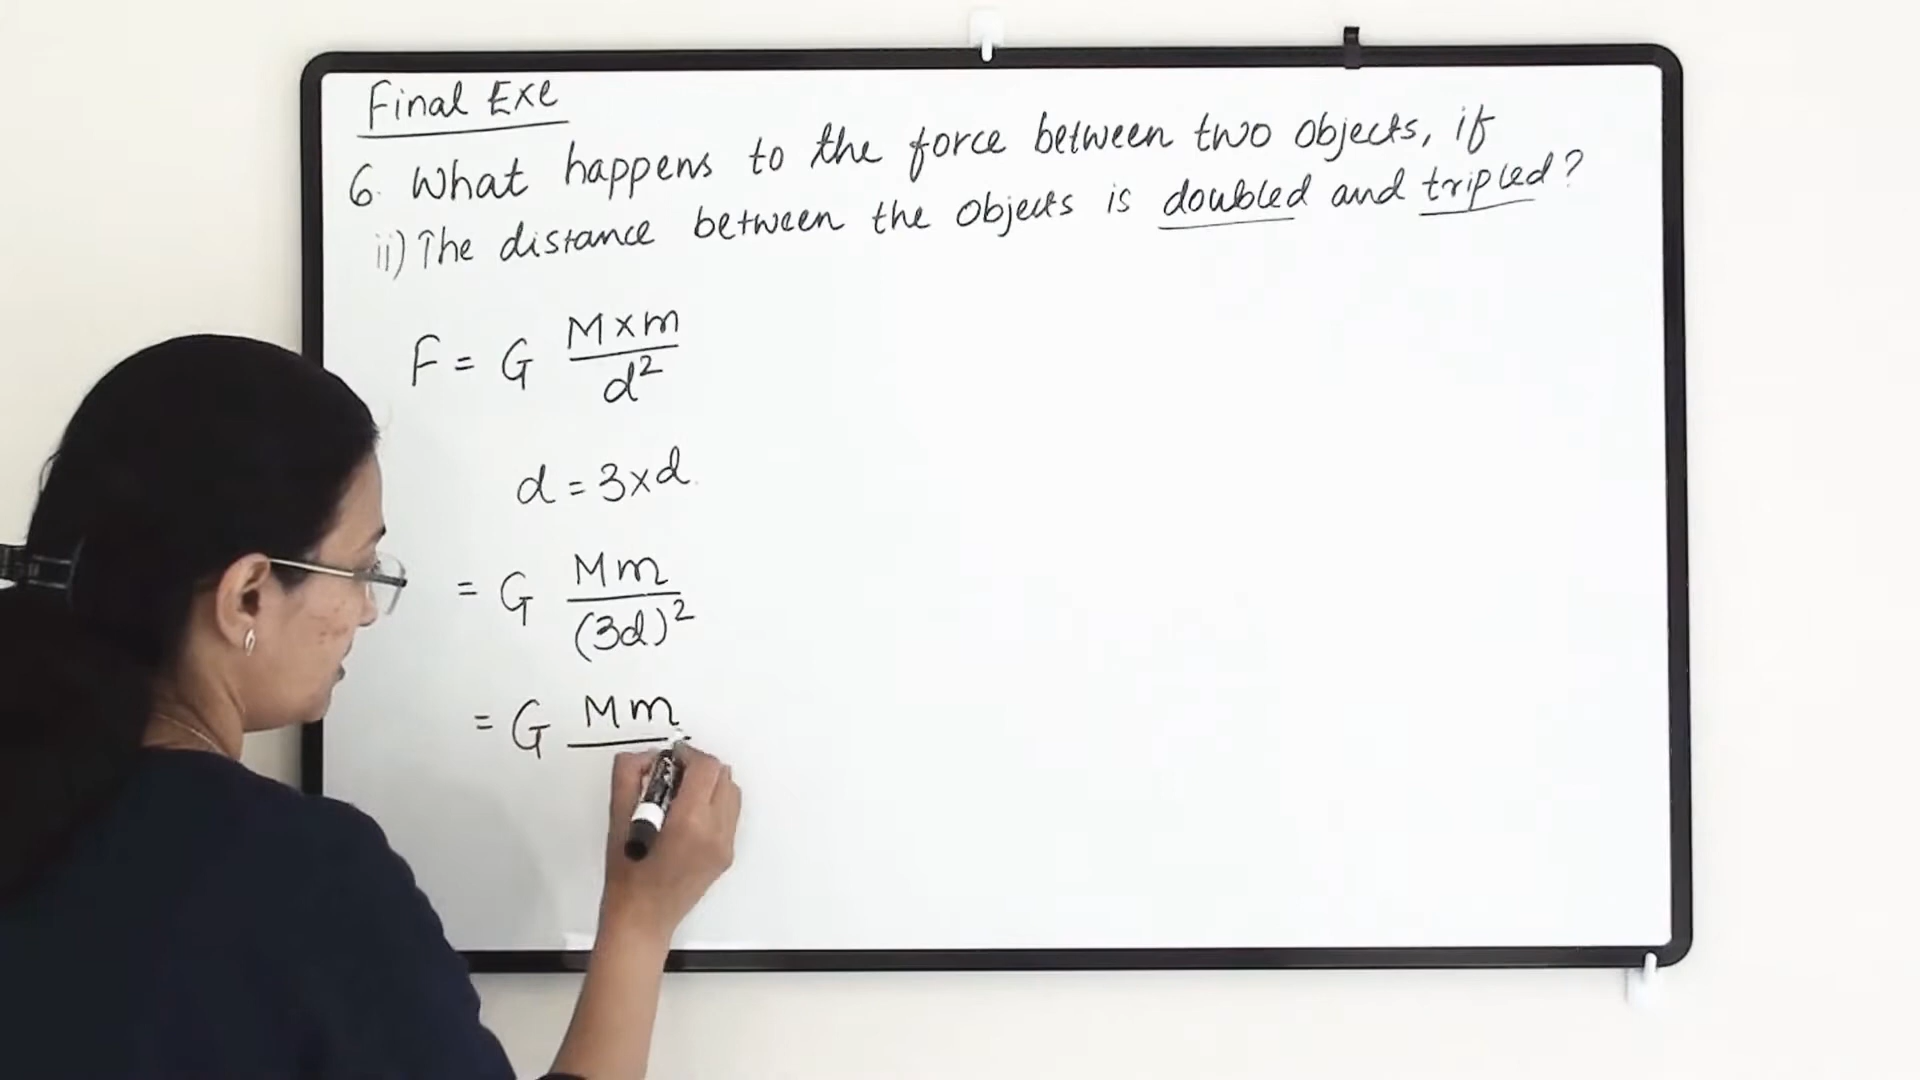 Final Exe
6. What happens to the force between two objects, if
ii) The distance between the objects is doubled and tripled?
F = G M x m / d²
d = 3 x d
= G Mm / (3d)²
= G Mm